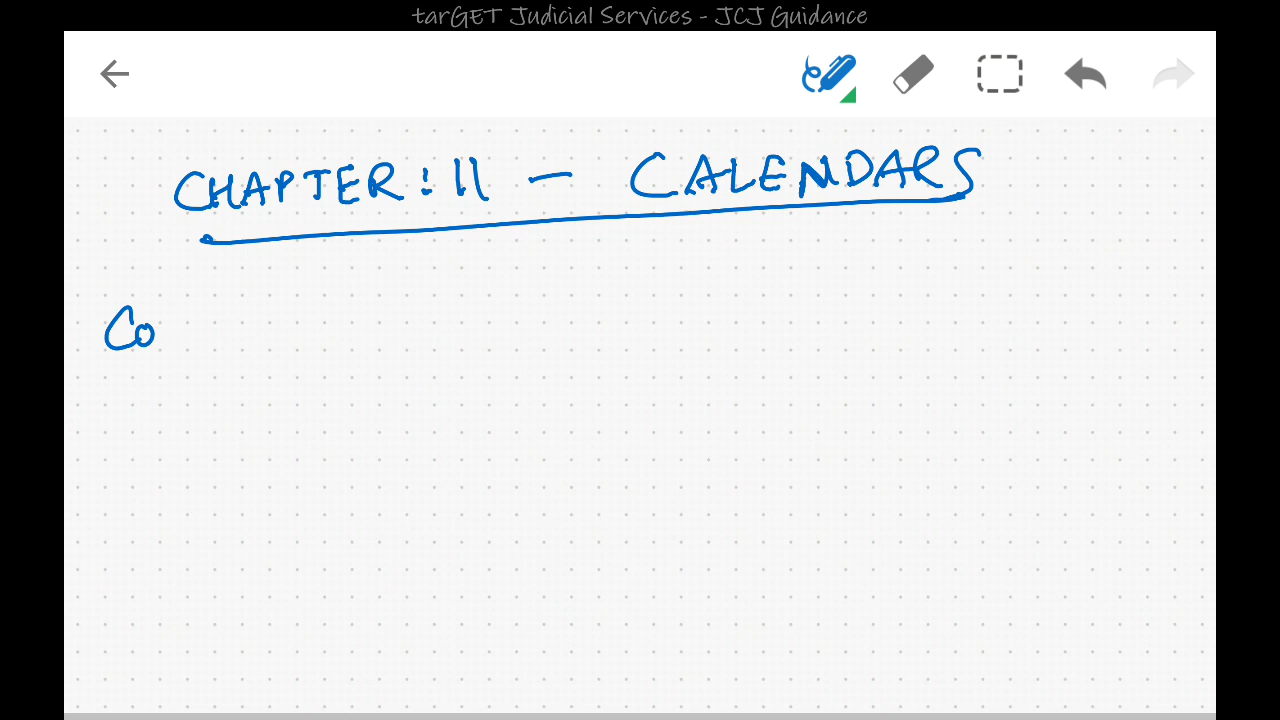 tarGET Judicial Services - JCJ Guidance
CHAPTER: 11 - CALENDARS
Co